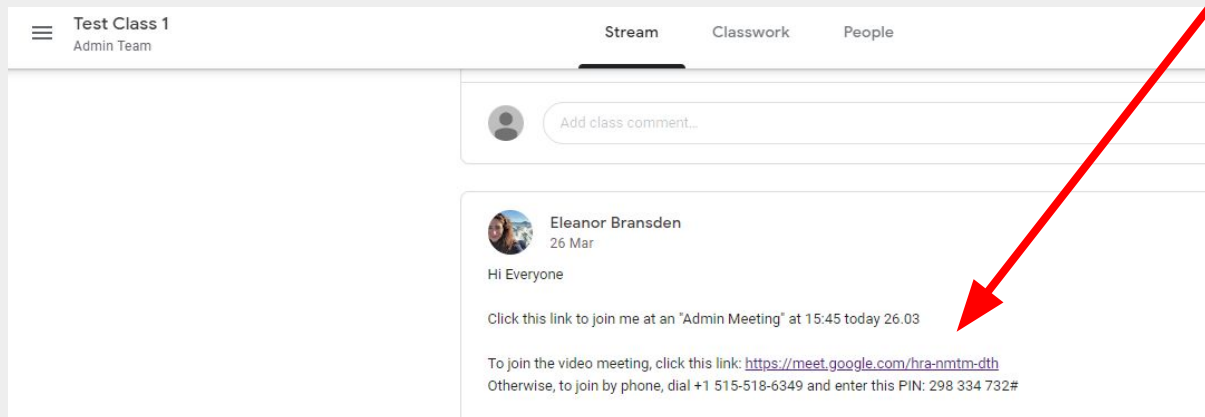 Test Class 1
Admin Team
Stream Classwork People
Add class comment...
Eleanor Bransden
26 Mar
Hi Everyone
Click this link to join me at an "Admin Meeting" at 15:45 today 26.03
To join the video meeting, click this link: https://meet.google.com/hra-nmtm-dth
Otherwise, to join by phone, dial +1 515-518-6349 and enter this PIN: 298 334 732#